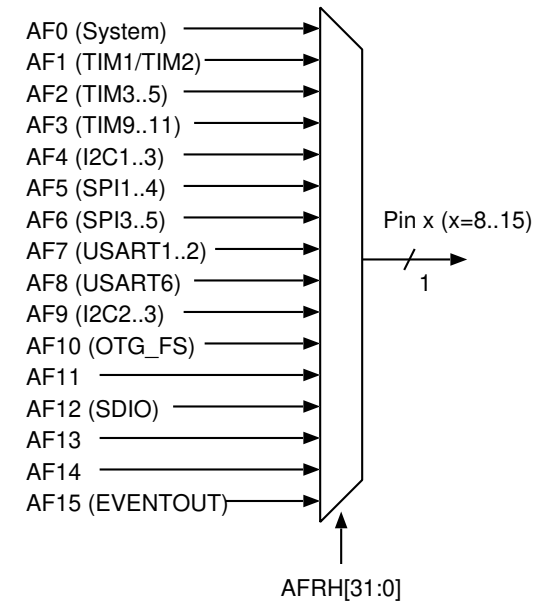 AF0 (System)
AF1 (TIM1/TIM2)
AF2 (TIM3..5)
AF3 (TIM9..11)
AF4 (I2C1..3)
AF5 (SPI1..4)
AF6 (SPI3..5)
AF7 (USART1..2)
AF8 (USART6)
AF9 (I2C2..3)
AF10 (OTG_FS)
AF11
AF12 (SDIO)
AF13
AF14
AF15 (EVENTOUT)
Pin x (x=8..15)
1
AFRH[31:0]